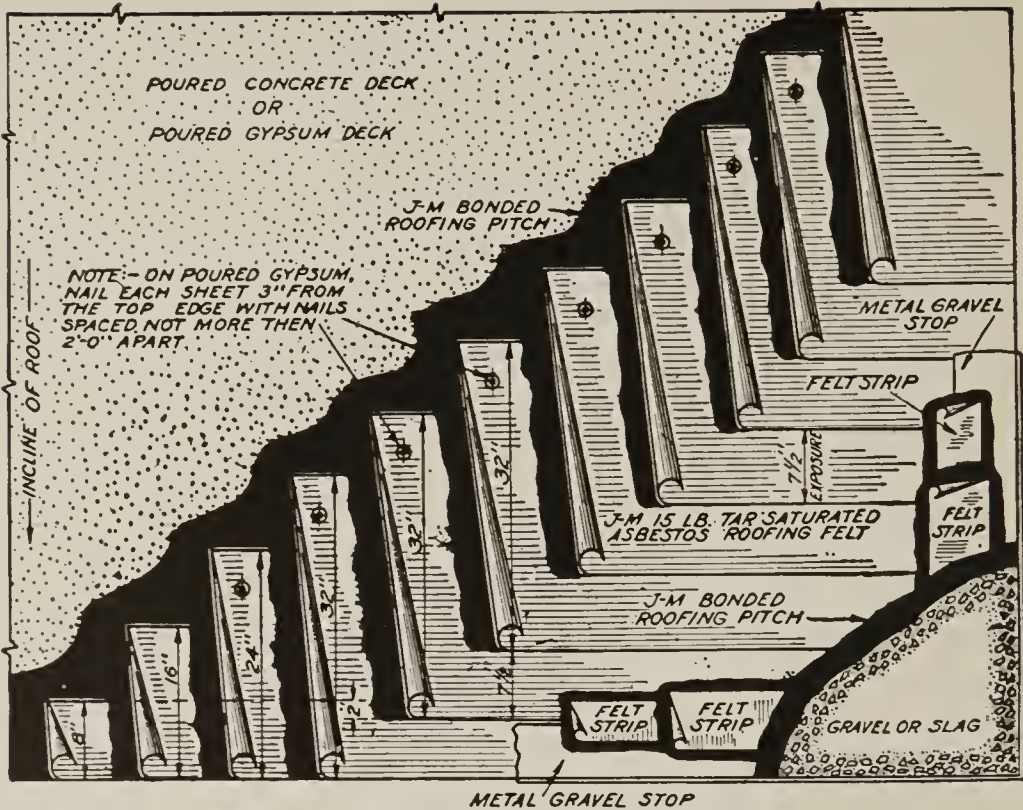 POURED CONCRETE DECK
OR
POURED GYPSUM DECK
J-M BONDED
ROOFING PITCH
NOTE:- ON POURED GYPSUM,
NAIL EACH SHEET 3" FROM
THE TOP EDGE WITH NAILS
SPACED NOT MORE THEN
2'-0" APART.
INCLINE OF ROOF
METAL GRAVEL
STOP
FELT STRIP
7½"
EXPOSURE
32"
32"
32"
24"
16"
8"
J-M 15 LB. TAR SATURATED
ASBESTOS ROOFING FELT
FELT
STRIP
J-M BONDED
ROOFING PITCH
7½
FELT
STRIP
FELT
STRIP
GRAVEL OR SLAG
METAL GRAVEL STOP